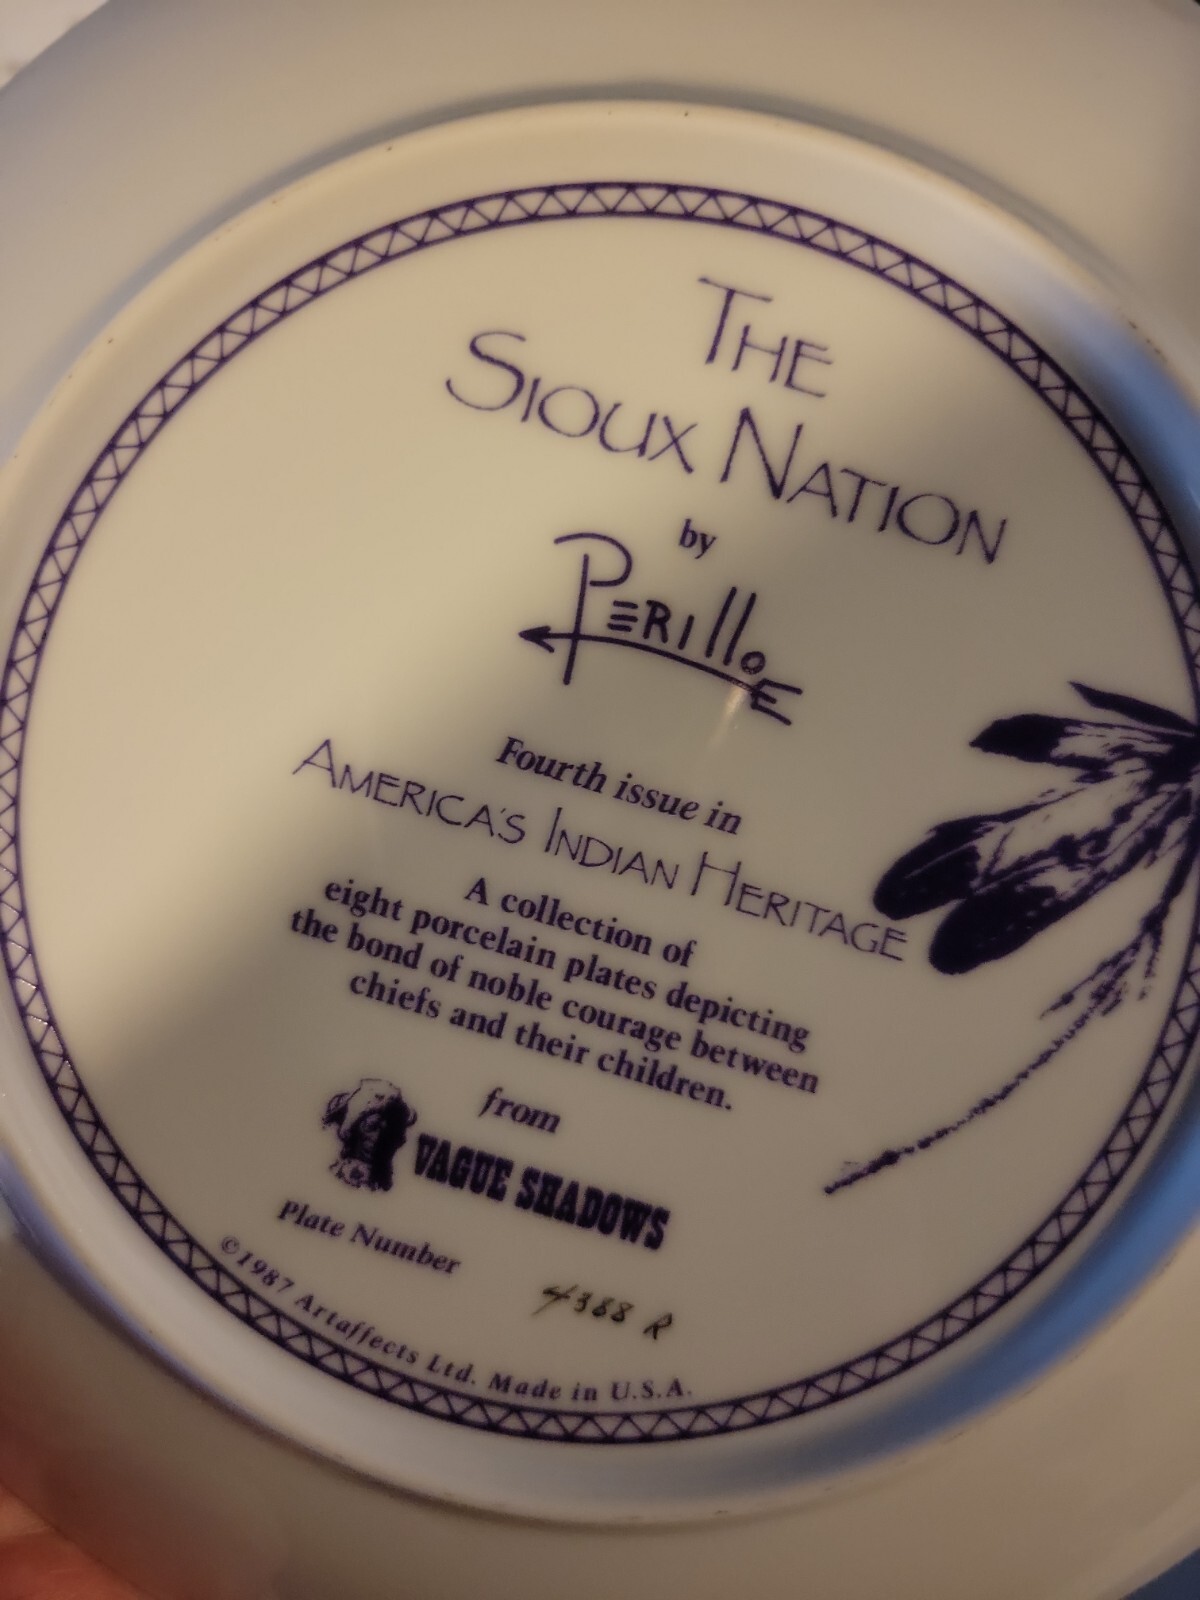 THE
SIOUX NATION
by
PERILLO
Fourth issue in
AMERICA'S INDIAN HERITAGE
A collection of
eight porcelain plates depicting
the bond of noble courage between
chiefs and their children.
from
VAGUE SHADOWS
Plate Number 4388 R
©1987 Artaffects Ltd. Made in U.S.A.